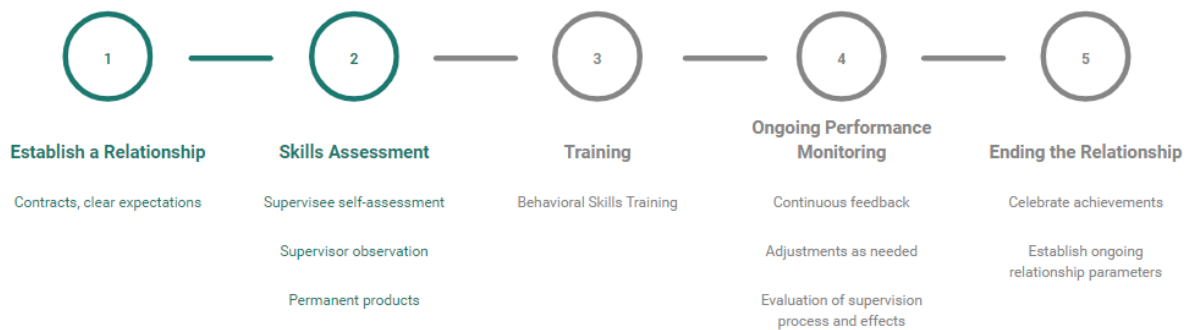 1
2
3
4
5
Establish a Relationship
Contracts, clear expectations
Skills Assessment
Supervisee self-assessment
Supervisor observation
Permanent products
Training
Behavioral Skills Training
Ongoing Performance
Monitoring
Continuous feedback
Adjustments as needed
Evaluation of supervision
process and effects
Ending the Relationship
Celebrate achievements
Establish ongoing
relationship parameters